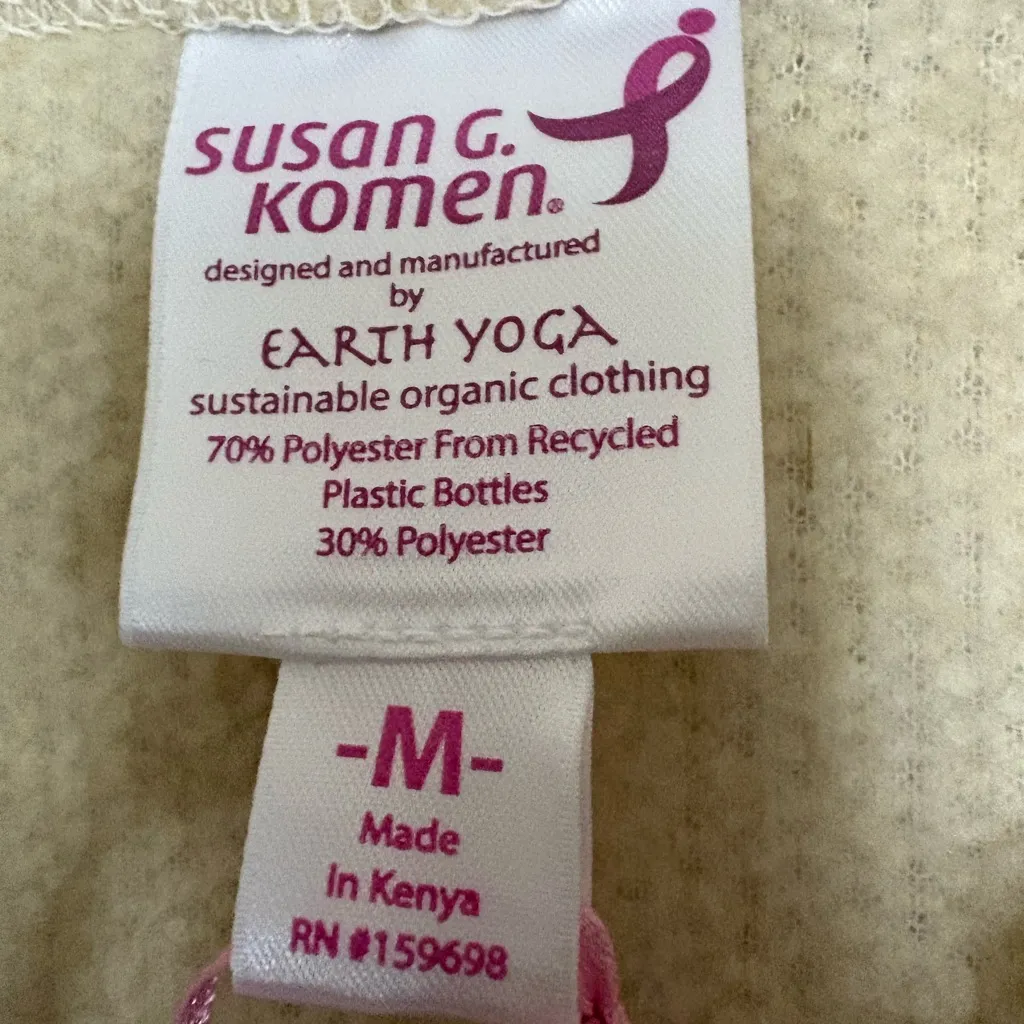 susan G.
komen®
designed and manufactured
by
EARTH YOGA
sustainable organic clothing
70% Polyester From Recycled
Plastic Bottles
30% Polyester
-M-
Made
In Kenya
RN #159698